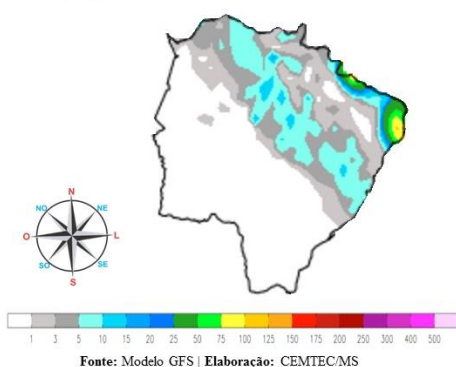 N
NO NE
O L
SO SE
S
1 3 5 10 15 20 25 50 75 100 125 150 175 200 250 300 400 500
Fonte: Modelo GFS | Elaboração: CEMTEC/MS